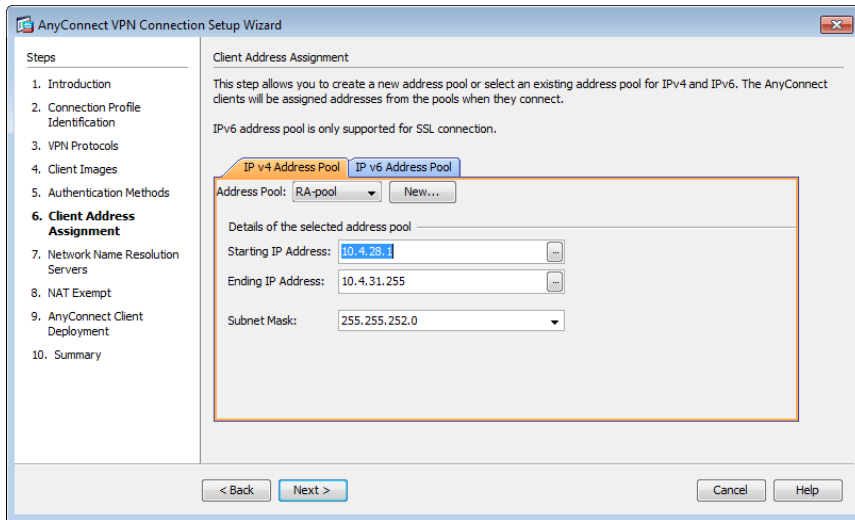 AnyConnect VPN Connection Setup Wizard
Steps
1. Introduction
2. Connection Profile
Identification
3. VPN Protocols
4. Client Images
5. Authentication Methods
6. Client Address
Assignment
7. Network Name Resolution
Servers
8. NAT Exempt
9. AnyConnect Client
Deployment
10. Summary
Client Address Assignment
This step allows you to create a new address pool or select an existing address pool for IPv4 and IPv6. The AnyConnect
clients will be assigned addresses from the pools when they connect.
IPv6 address pool is only supported for SSL connection.
IP v4 Address Pool IP v6 Address Pool
Address Pool: RA-pool New...
Details of the selected address pool
Starting IP Address: 10.4.28.1 ...
Ending IP Address: 10.4.31.255 ...
Subnet Mask: 255.255.252.0
< Back Next > Cancel Help